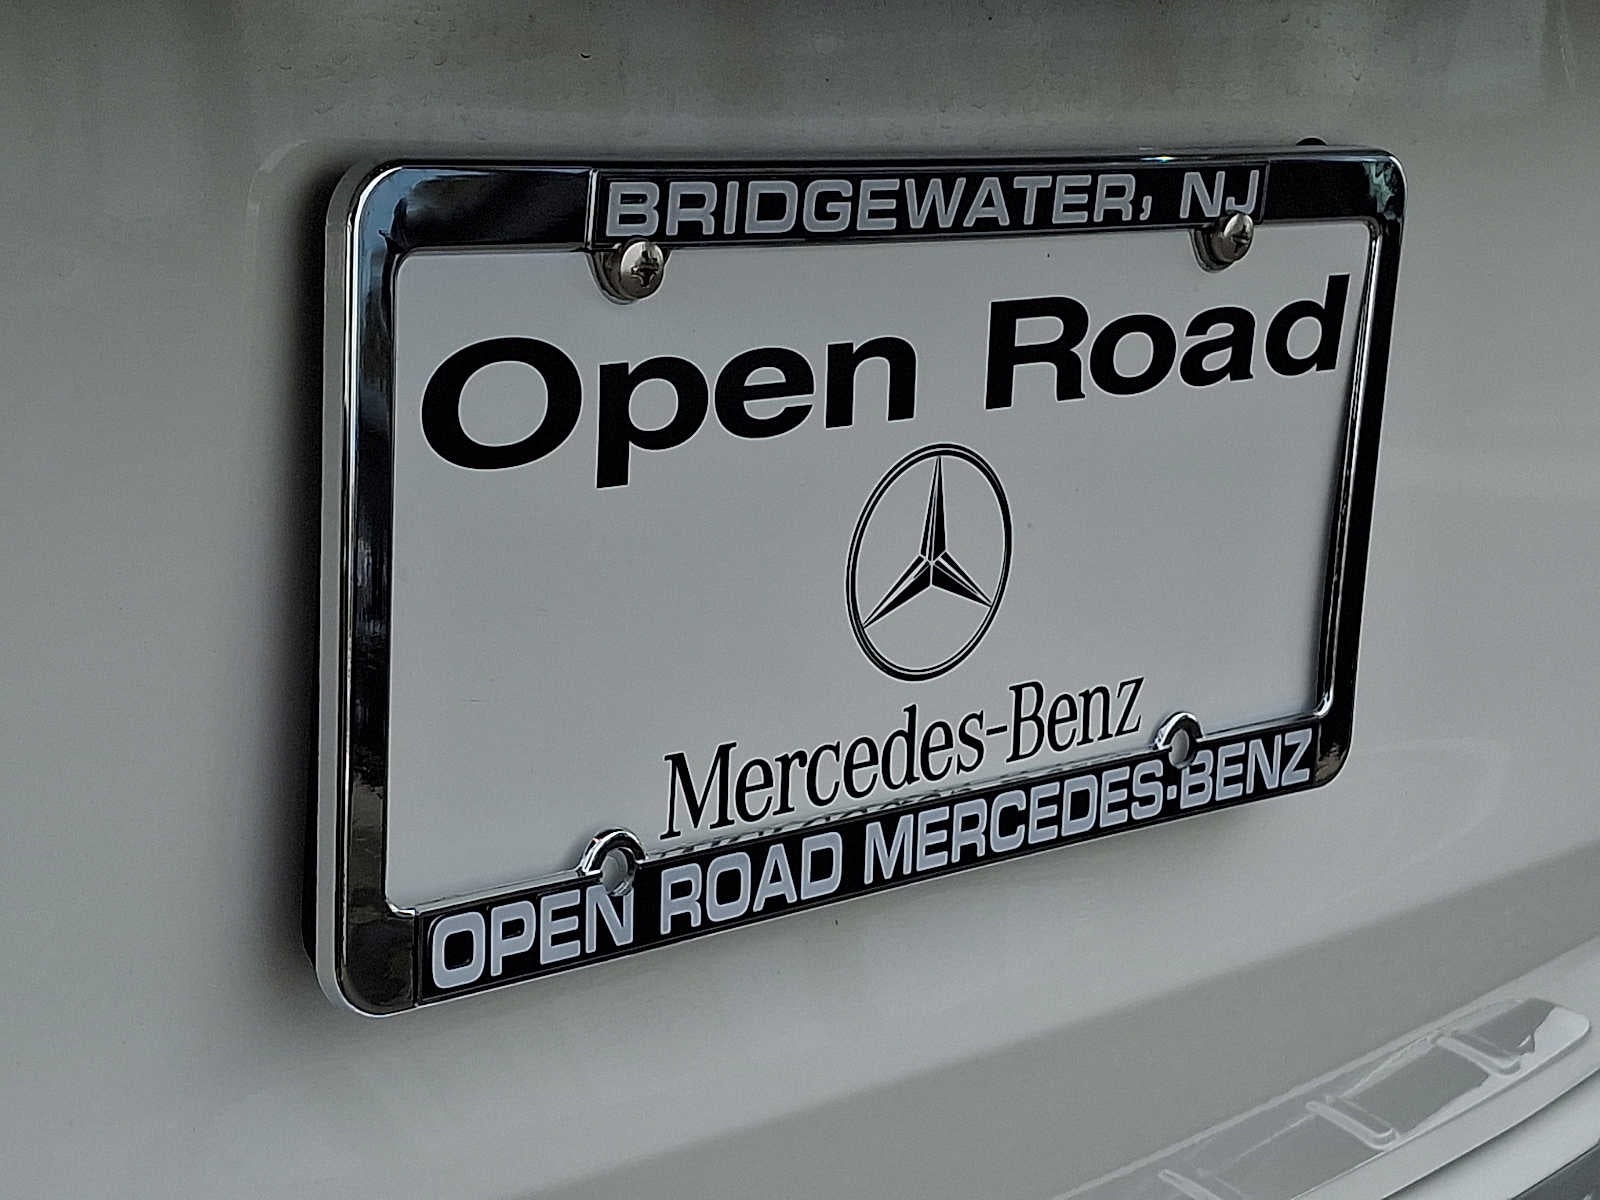 BRIDGEWATER, NJ
Open Road
Mercedes-Benz
OPEN ROAD MERCEDES-BENZ